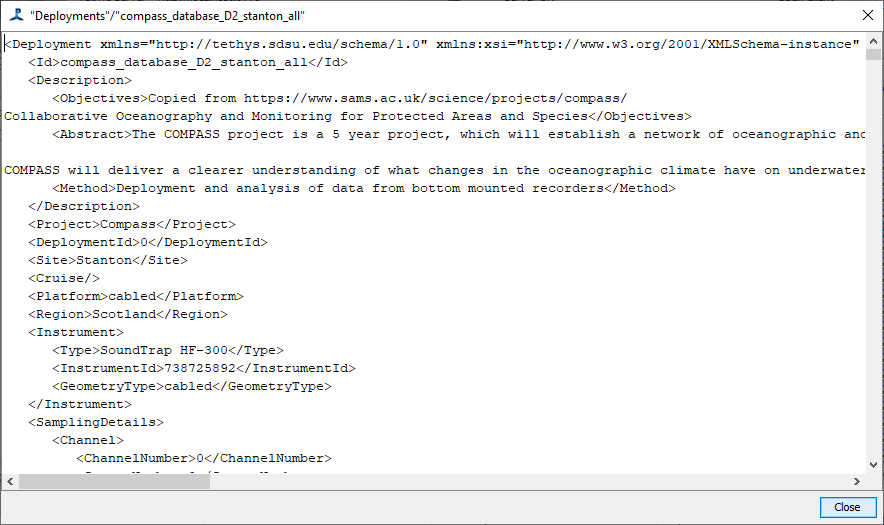 "Deployments"/"compass_database_D2_stanton_all"
<Deployment xmlns="http://tethys.sdsu.edu/schema/1.0" xmlns:xsi="http://www.w3.org/2001/XMLSchema-instance"
<Id>compass_database_D2_stanton_all</Id>
<Description>
<Objectives>Copied from https://www.sams.ac.uk/science/projects/compass/
Collaborative Oceanography and Monitoring for Protected Areas and Species</Objectives>
<Abstract>The COMPASS project is a 5 year project, which will establish a network of oceanographic and
COMPASS will deliver a clearer understanding of what changes in the oceanographic climate have on underwater
<Method>Deployment and analysis of data from bottom mounted recorders</Method>
</Description>
<Project>Compass</Project>
<DeploymentId>0</DeploymentId>
<Site>Stanton</Site>
<Cruise/>
<Platform>cabled</Platform>
<Region>Scotland</Region>
<Instrument>
<Type>SoundTrap HF-300</Type>
<InstrumentId>738725892</InstrumentId>
<GeometryType>cabled</GeometryType>
</Instrument>
<SamplingDetails>
<Channel>
<ChannelNumber>0</ChannelNumber>
Close